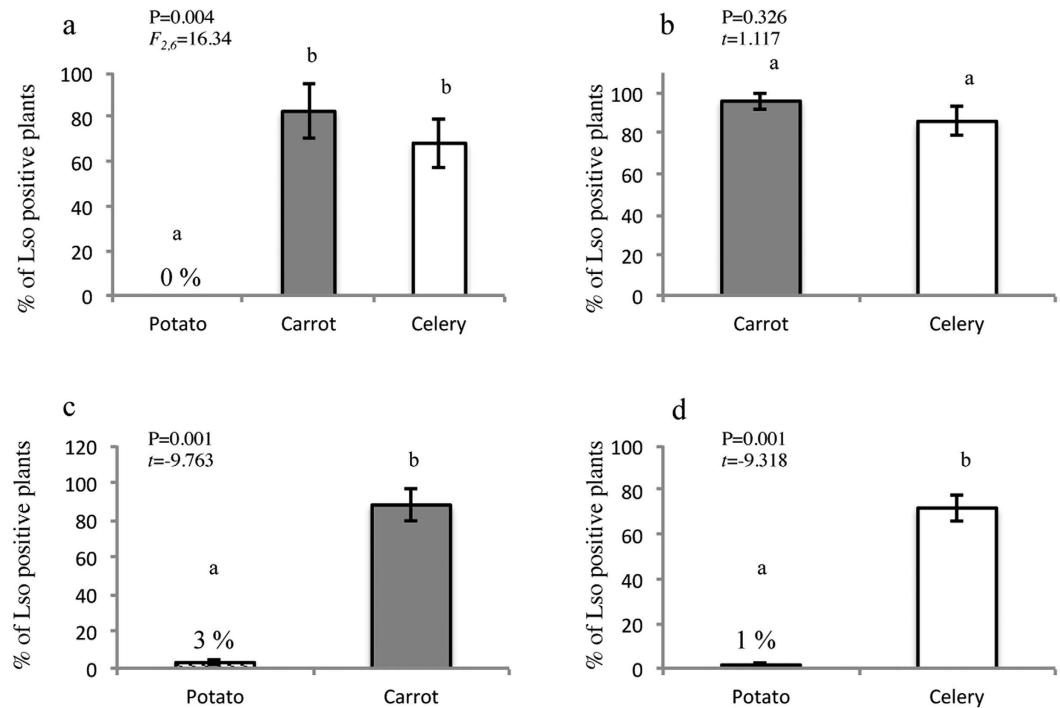 a
P=0.004
F2,6=16.34
% of Lso positive plants
100
80
60
40
20
0
a
0 %
b
b
Potato Carrot Celery
b
P=0.326
t=1.117
% of Lso positive plants
100
80
60
40
20
0
a
a
Carrot Celery
c
P=0.001
t=-9.763
% of Lso positive plants
120
100
80
60
40
20
0
a
3 %
b
Potato Carrot
d
P=0.001
t=-9.318
% of Lso positive plants
100
80
60
40
20
0
a
1 %
b
Potato Celery